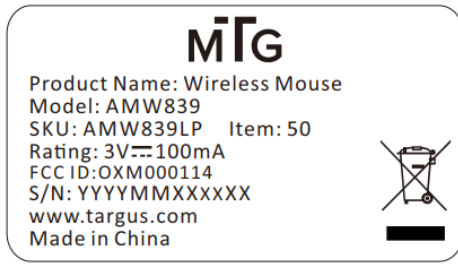 MTG
Product Name: Wireless Mouse
Model: AMW839
SKU: AMW839LP Item: 50
Rating: 3V⎓100mA
FCC ID:OXM000114
S/N: YYYYMMXXXXXX
www.targus.com
Made in China